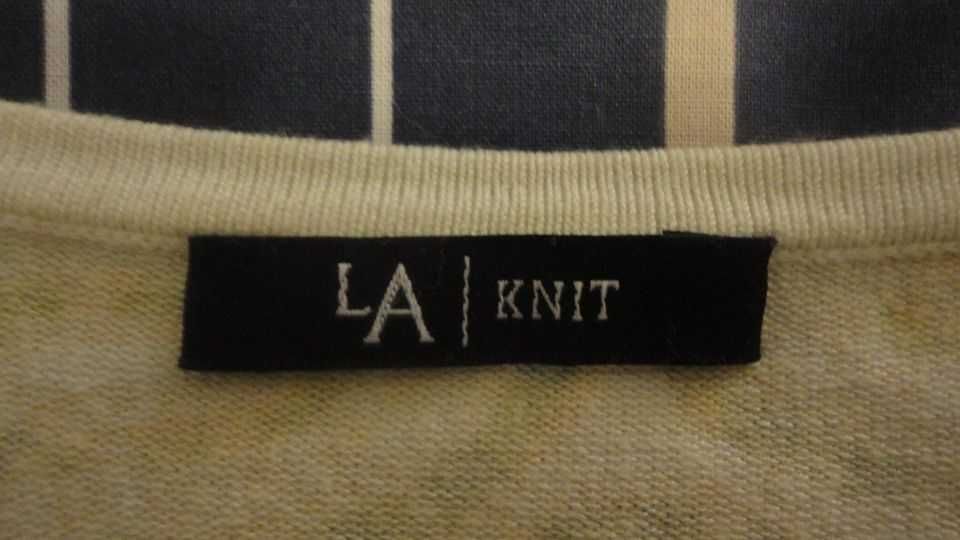 LA | KNIT